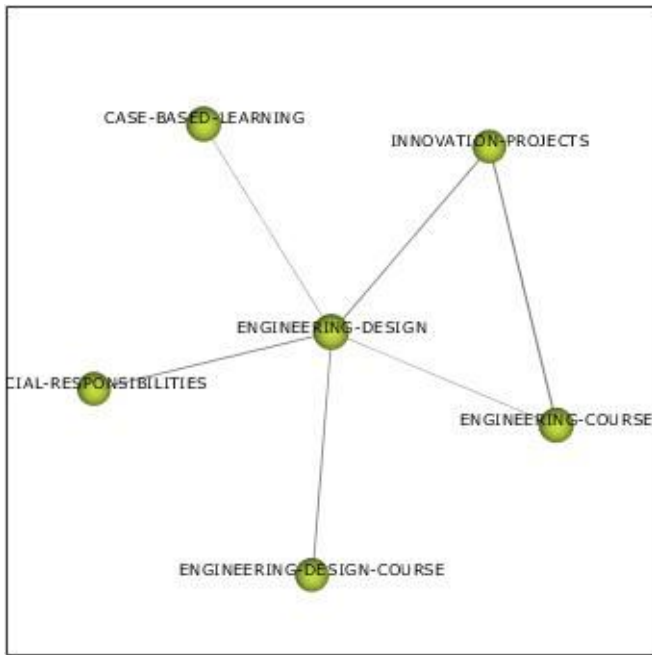 CASE-BASED-LEARNING
INNOVATION-PROJECTS
ENGINEERING-DESIGN
CIAL-RESPONSIBILITIES
ENGINEERING-COURSE
ENGINEERING-DESIGN-COURSE